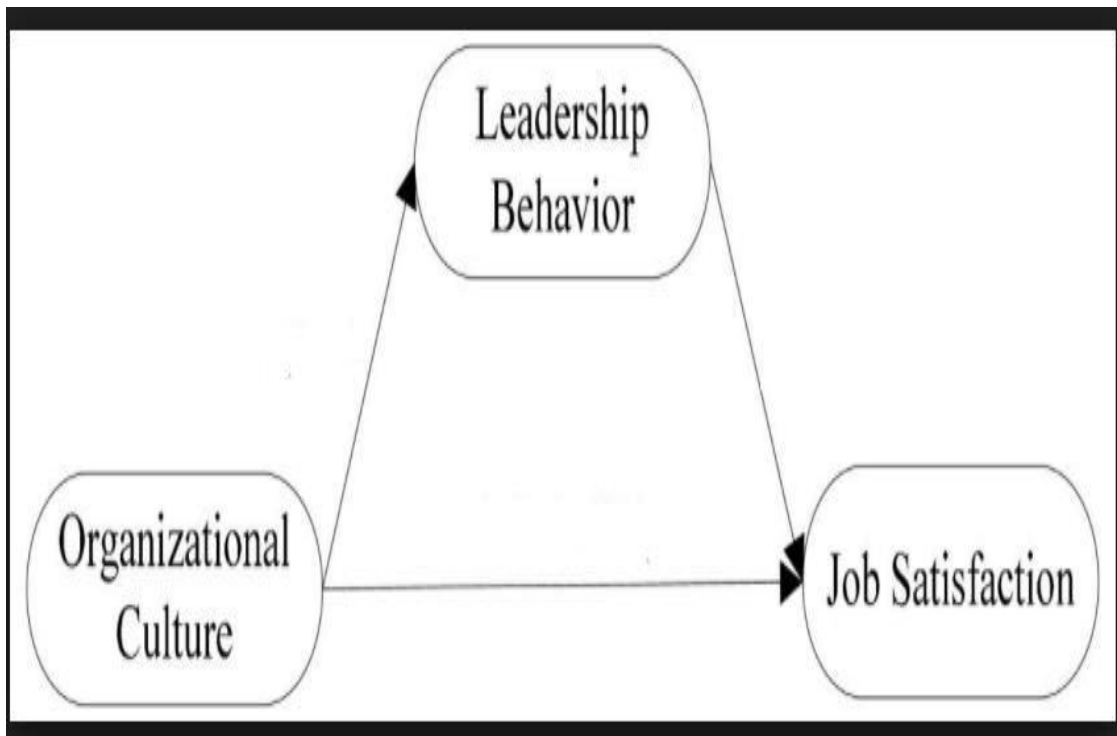 Leadership
Behavior
Organizational
Culture
Job Satisfaction